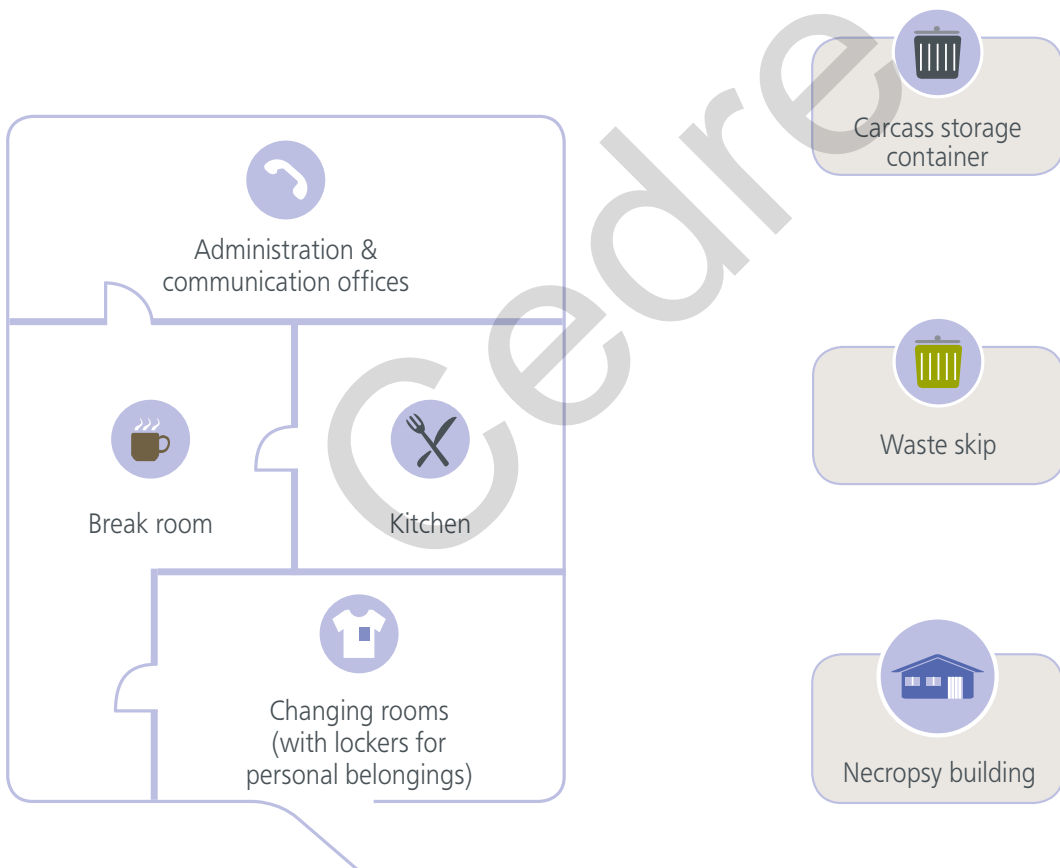 Administration &
communication offices
Break room
Kitchen
Changing rooms
(with lockers for
personal belongings)
Carcass storage
container
Waste skip
Necropsy building
Cedre